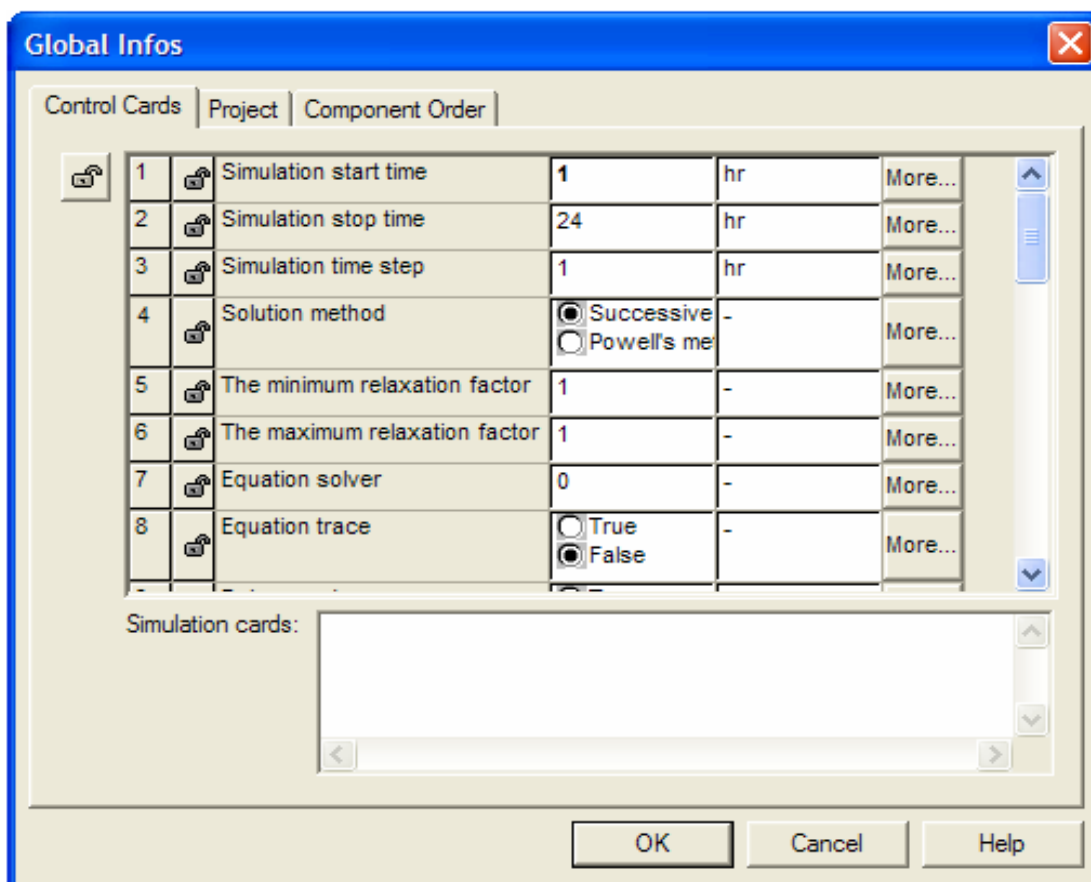 Global Infos
Control Cards Project Component Order
1 Simulation start time 1 hr More...
2 Simulation stop time 24 hr More...
3 Simulation time step 1 hr More...
4 Solution method Successive - More...
Powell's me
5 The minimum relaxation factor 1 - More...
6 The maximum relaxation factor 1 - More...
7 Equation solver 0 - More...
8 Equation trace True - More...
False
Simulation cards:
OK Cancel Help